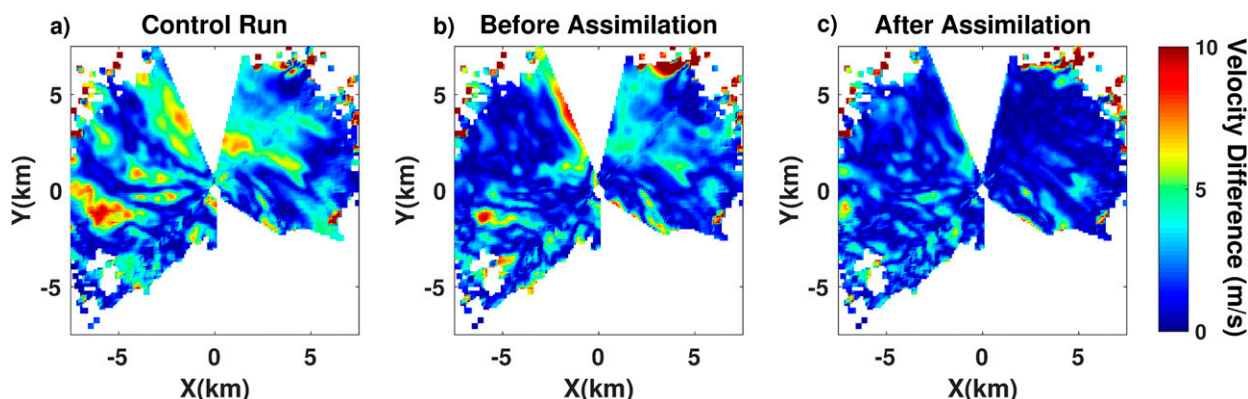 a) Control Run
b) Before Assimilation
c) After Assimilation
5
0
-5
Y(km)
-5 0 5
X(km)
5
0
-5
Y(km)
-5 0 5
X(km)
5
0
-5
Y(km)
-5 0 5
X(km)
10
5
0
Velocity Difference (m/s)